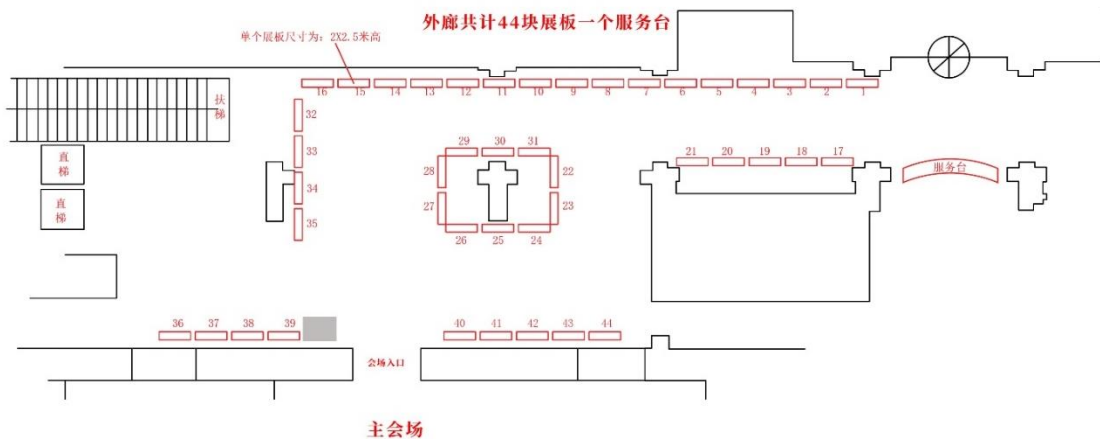 外廊共计44块展板一个服务台
单个展板尺寸为：2X2.5米高
16 15 14 13 12 11 10 9 8 7 6 5 4 3 2 1
扶梯
32
29 30 31
33
21 20 19 18 17
直梯
28
22
服务台
34
直梯
27
23
35
26 25 24
36 37 38 39
40 41 42 43 44
会场入口
主会场